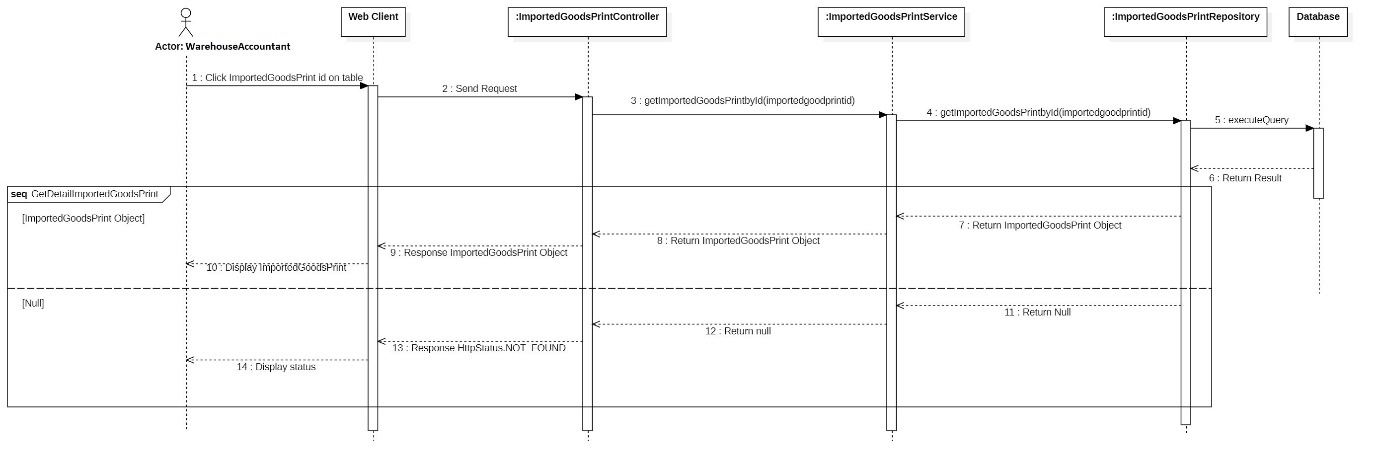 Actor: WarehouseAccountant
Web Client
:ImportedGoodsPrintController
:ImportedGoodsPrintService
:ImportedGoodsPrintRepository
Database
1 : Click ImportedGoodsPrint id on table
2 : Send Request
3 : getImportedGoodsPrintbyId(importedgoodprintid)
4 : getImportedGoodsPrintbyId(importedgoodprintid)
5 : executeQuery
6 : Return Result
seq GetDetailImportedGoodsPrint
[ImportedGoodsPrint Object]
7 : Return ImportedGoodsPrint Object
8 : Return ImportedGoodsPrint Object
9 : Response ImportedGoodsPrint Object
10 : Display ImportedGoodsPrint
[Null]
11 : Return Null
12 : Return null
13 : Response HttpStatus.NOT_FOUND
14 : Display status